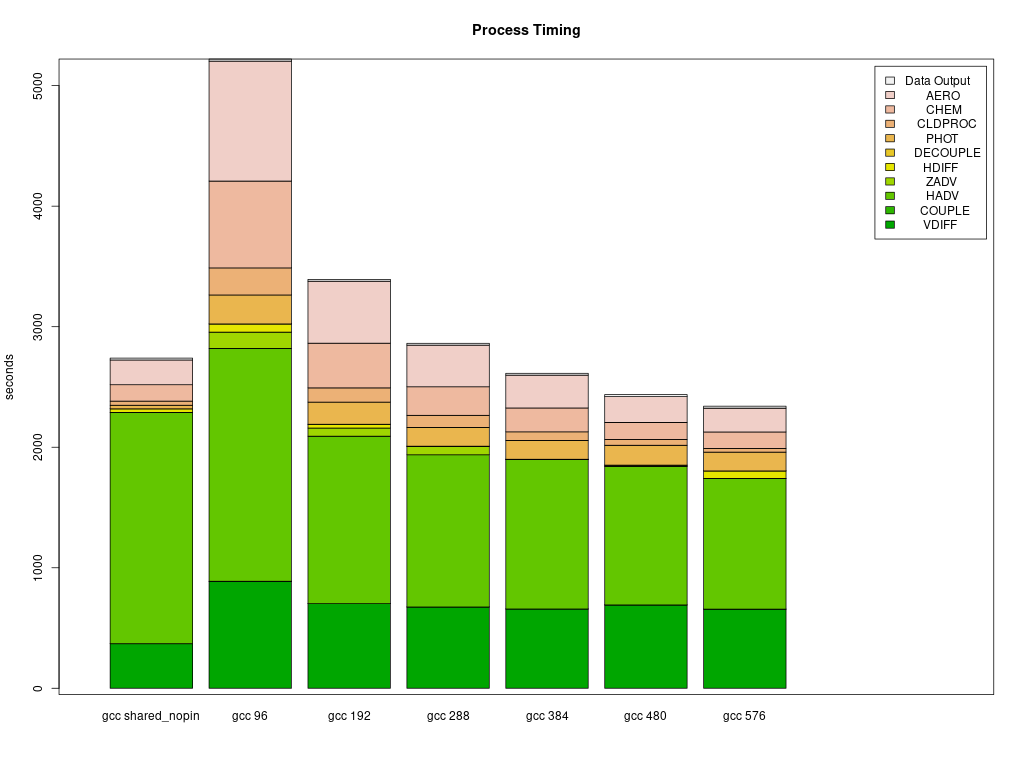 Process Timing
seconds
5000
4000
3000
2000
1000
0
Data Output
AERO
CHEM
CLDPROC
PHOT
DECOUPLE
HDIFF
ZADV
HADV
COUPLE
VDIFF
gcc shared_nopin gcc 96 gcc 192 gcc 288 gcc 384 gcc 480 gcc 576